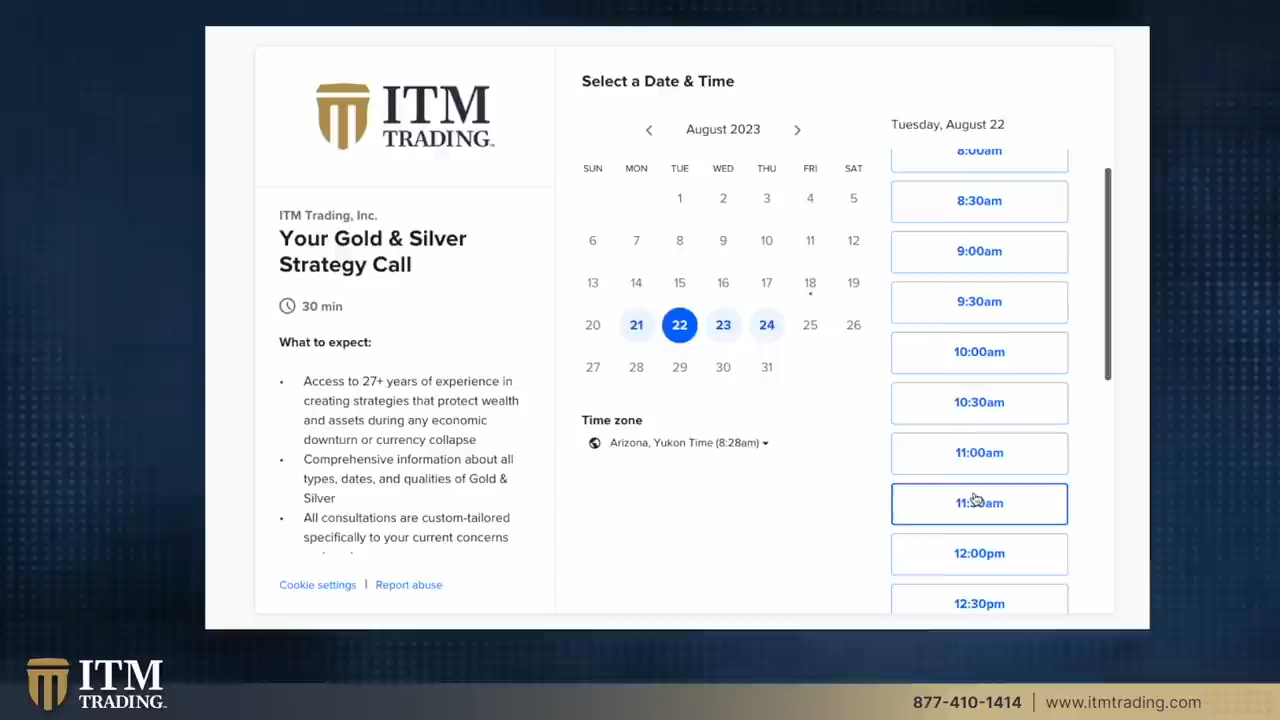 ITM
TRADING™
ITM Trading, Inc.
Your Gold & Silver
Strategy Call
30 min
What to expect:
• Access to 27+ years of experience in
creating strategies that protect wealth
and assets during any economic
downturn or currency collapse
• Comprehensive information about all
types, dates, and qualities of Gold &
Silver
• All consultations are custom-tailored
specifically to your current concerns
Cookie settings | Report abuse
Select a Date & Time
August 2023
SUN MON TUE WED THU FRI SAT
1 2 3 4 5
6 7 8 9 10 11 12
13 14 15 16 17 18 19
20 21 22 23 24 25 26
27 28 29 30 31
Time zone
Arizona, Yukon Time (8:28am)
Tuesday, August 22
8:00am
8:30am
9:00am
9:30am
10:00am
10:30am
11:00am
11:30am
12:00pm
12:30pm
ITM
TRADING™
877-410-1414 | www.itmtrading.com